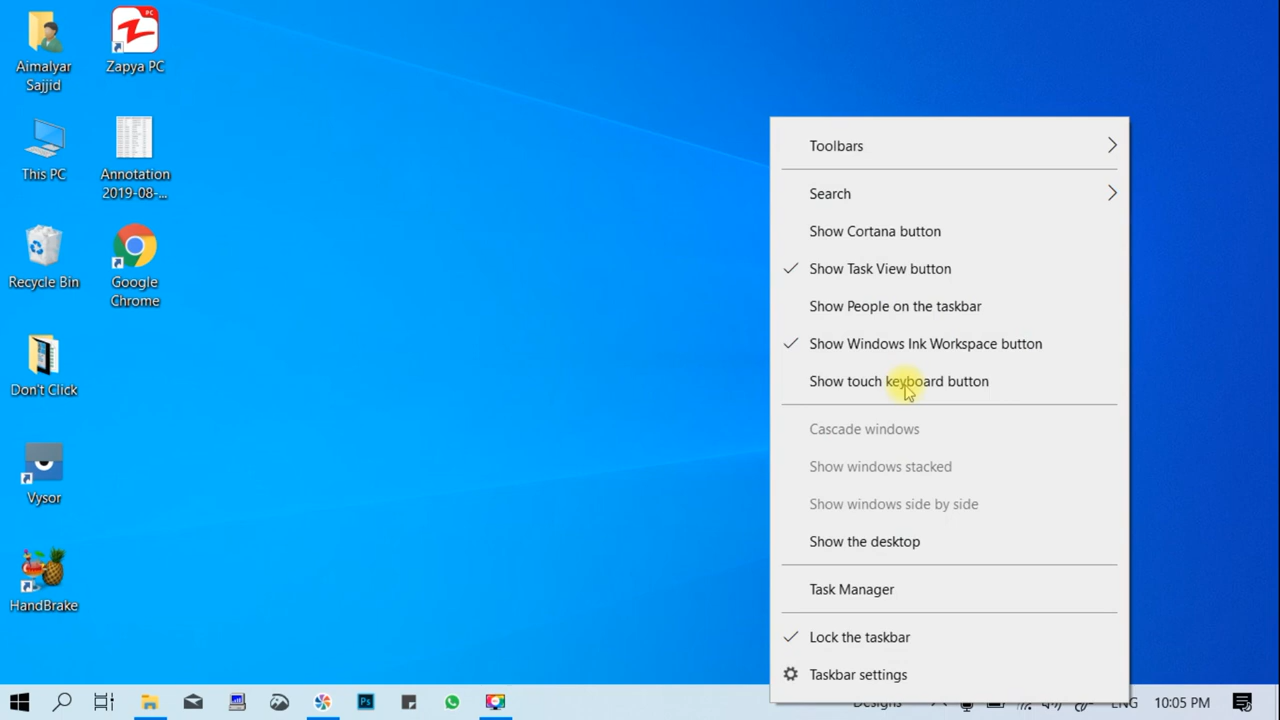 Aimalyar
Sajjid
Zapya PC
This PC
Annotation
2019-08-...
Recycle Bin
Google
Chrome
Don't Click
Vysor
HandBrake
Toolbars
Search
Show Cortana button
Show Task View button
Show People on the taskbar
Show Windows Ink Workspace button
Show touch keyboard button
Cascade windows
Show windows stacked
Show windows side by side
Show the desktop
Task Manager
Lock the taskbar
Taskbar settings
Ps
Designs
ENG
10:05 PM